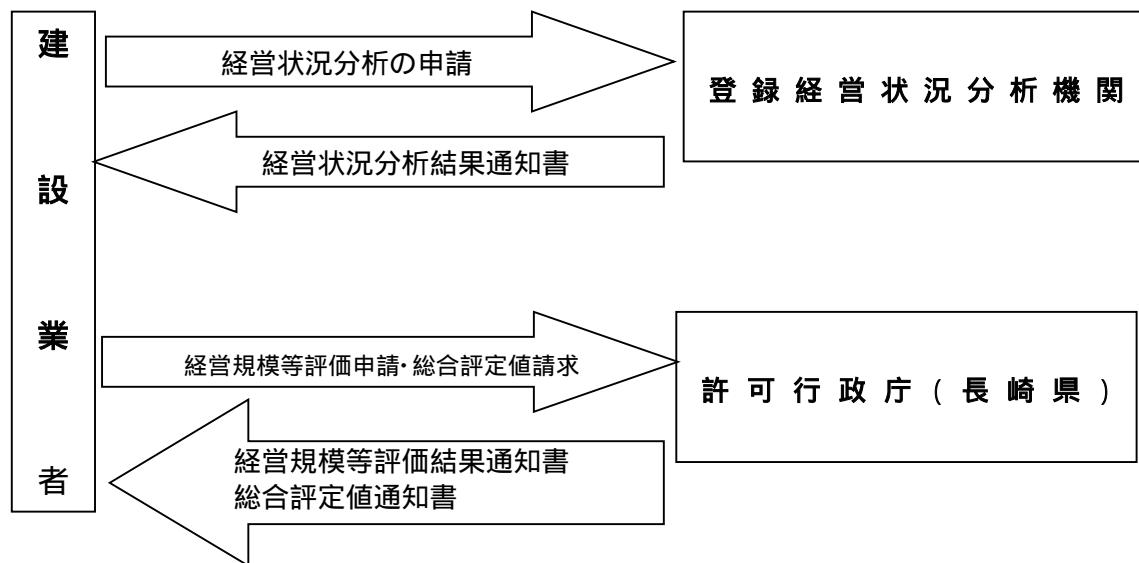 建設業者
経営状況分析の申請
登録経営状況分析機関
経営状況分析結果通知書
経営規模等評価申請・総合評定値請求
許可行政庁(長崎県)
経営規模等評価結果通知書
総合評定値通知書